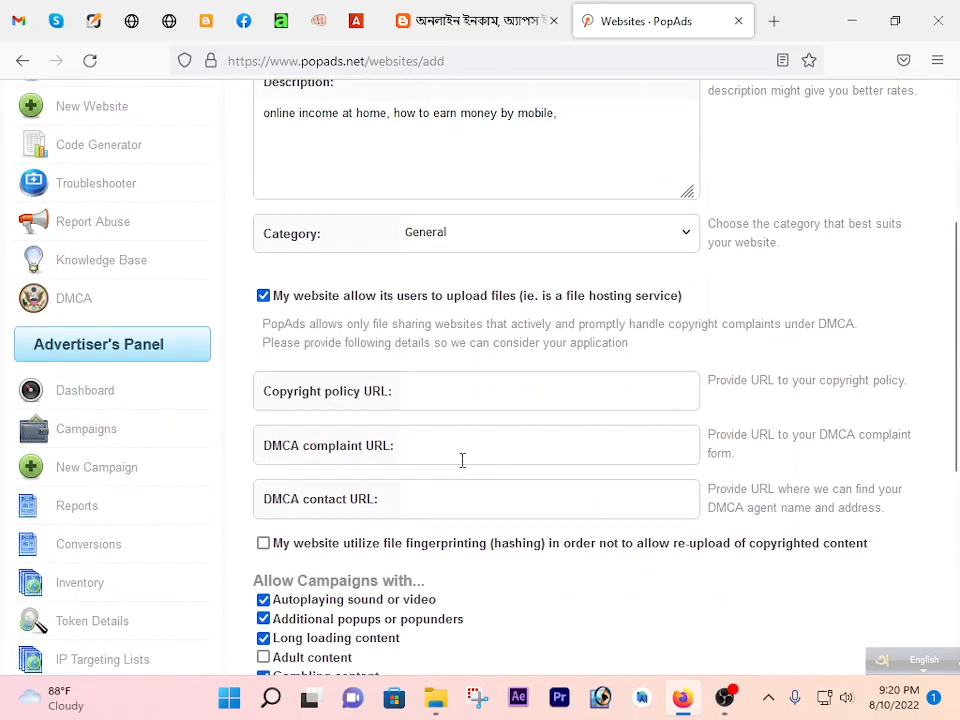 অনলাইন ইনকাম, অ্যাপস
Websites · PopAds
https://www.popads.net/websites/add
Description:
description might give you better rates.
New Website
online income at home, how to earn money by mobile,
Code Generator
Troubleshooter
Report Abuse
Category:
General
Choose the category that best suits
your website.
Knowledge Base
My website allow its users to upload files (ie. is a file hosting service)
DMCA
PopAds allows only file sharing websites that actively and promptly handle copyright complaints under DMCA.
Please provide following details so we can consider your application
Advertiser's Panel
Copyright policy URL:
Provide URL to your copyright policy.
Dashboard
Campaigns
DMCA complaint URL:
Provide URL to your DMCA complaint
form.
New Campaign
DMCA contact URL:
Provide URL where we can find your
DMCA agent name and address.
Reports
Conversions
My website utilize file fingerprinting (hashing) in order not to allow re-upload of copyrighted content
Inventory
Allow Campaigns with...
Autoplaying sound or video
Additional popups or popunders
Token Details
Long loading content
Adult content
IP Targeting Lists
Gambling content
অ English
88°F
Cloudy
Ae
Pr
9:20 PM
8/10/2022
1